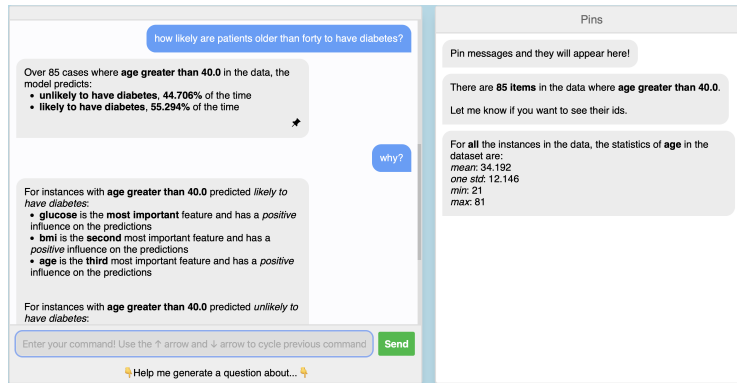 how likely are patients older than forty to have diabetes?
Over 85 cases where age greater than 40.0 in the data, the
model predicts:
• unlikely to have diabetes, 44.706% of the time
• likely to have diabetes, 55.294% of the time
why?
For instances with age greater than 40.0 predicted likely to
have diabetes:
• glucose is the most important feature and has a positive
influence on the predictions
• bmi is the second most important feature and has a
positive influence on the predictions
• age is the third most important feature and has a positive
influence on the predictions
For instances with age greater than 40.0 predicted unlikely to
have diabetes:
Enter your command! Use the ↑ arrow and ↓ arrow to cycle previous command
Send
👇Help me generate a question about... 👇
Pins
Pin messages and they will appear here!
There are 85 items in the data where age greater than 40.0.
Let me know if you want to see their ids.
For all the instances in the data, the statistics of age in the
dataset are:
mean: 34.192
one std: 12.146
min: 21
max: 81